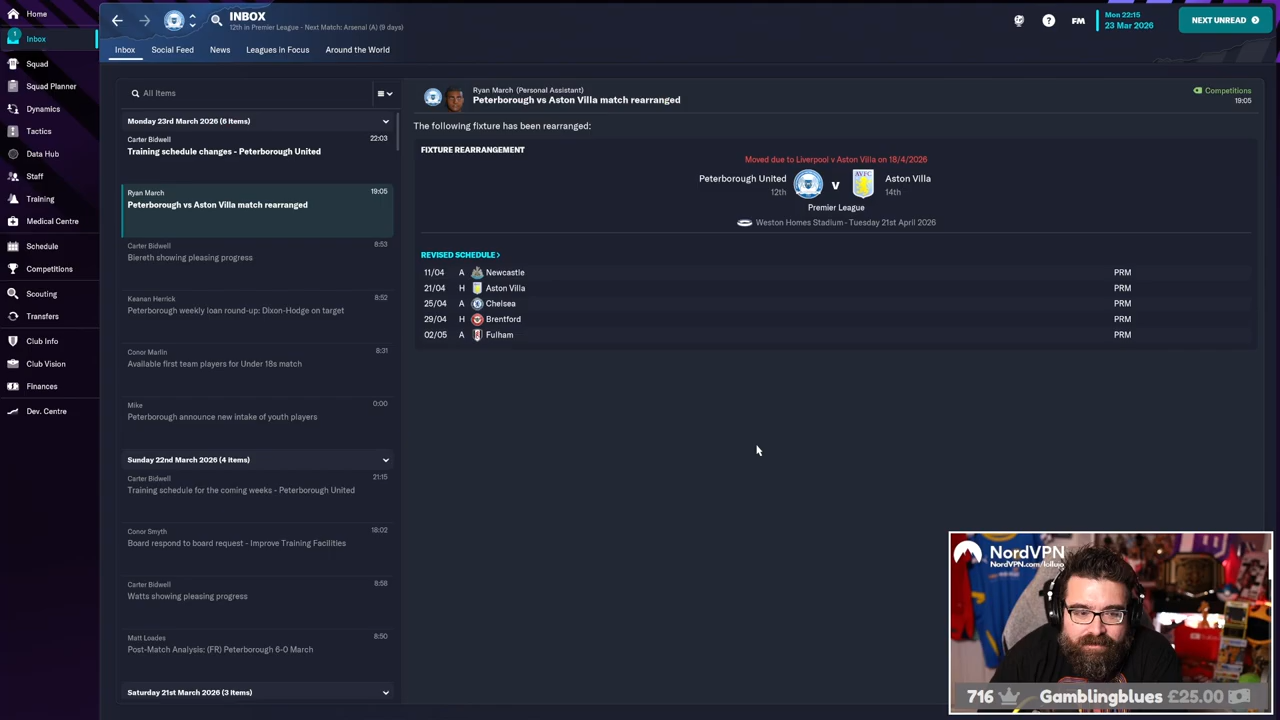 Home
1
Inbox
Squad
Squad Planner
Dynamics
Tactics
Data Hub
Staff
Training
Medical Centre
Schedule
Competitions
Scouting
Transfers
Club Info
Club Vision
Finances
Dev. Centre
INBOX
12th in Premier League - Next Match: Arsenal (A) (9 days)
FM
Mon 22:15
23 Mar 2026
NEXT UNREAD
Inbox
Social Feed
News
Leagues in Focus
Around the World
All Items
Monday 23rd March 2026 (6 Items)
Carter Bidwell
22:03
Training schedule changes - Peterborough United
Ryan March
19:05
Peterborough vs Aston Villa match rearranged
Carter Bidwell
8:53
Biereth showing pleasing progress
Keanan Herrick
8:52
Peterborough weekly loan round-up: Dixon-Hodge on target
Conor Marlin
8:31
Available first team players for Under 18s match
Mike
0:00
Peterborough announce new intake of youth players
Sunday 22nd March 2026 (4 Items)
Carter Bidwell
21:15
Training schedule for the coming weeks - Peterborough United
Conor Smyth
18:02
Board respond to board request - Improve Training Facilities
Carter Bidwell
8:58
Watts showing pleasing progress
Matt Loades
8:50
Post-Match Analysis: (FR) Peterborough 6-0 March
Saturday 21st March 2026 (3 Items)
Ryan March (Personal Assistant)
Peterborough vs Aston Villa match rearranged
Competitions
19:05
The following fixture has been rearranged:
FIXTURE REARRANGEMENT
Moved due to Liverpool v Aston Villa on 18/4/2026
Peterborough United
12th
v
AVFC
Aston Villa
14th
Premier League
Weston Homes Stadium - Tuesday 21st April 2026
REVISED SCHEDULE >
11/04 A Newcastle PRM
21/04 H Aston Villa PRM
25/04 A Chelsea PRM
29/04 H Brentford PRM
02/05 A Fulham PRM
NordVPN
NordVPN.com/lollujo
716 Gamblingblues £25.00